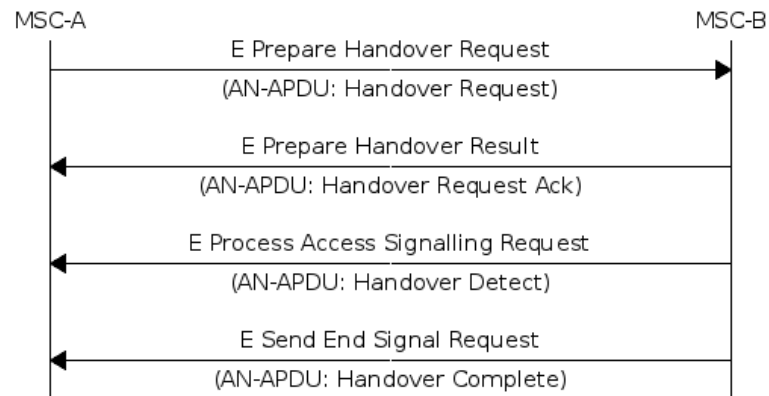 MSC-A MSC-B
E Prepare Handover Request
(AN-APDU: Handover Request)
E Prepare Handover Result
(AN-APDU: Handover Request Ack)
E Process Access Signalling Request
(AN-APDU: Handover Detect)
E Send End Signal Request
(AN-APDU: Handover Complete)